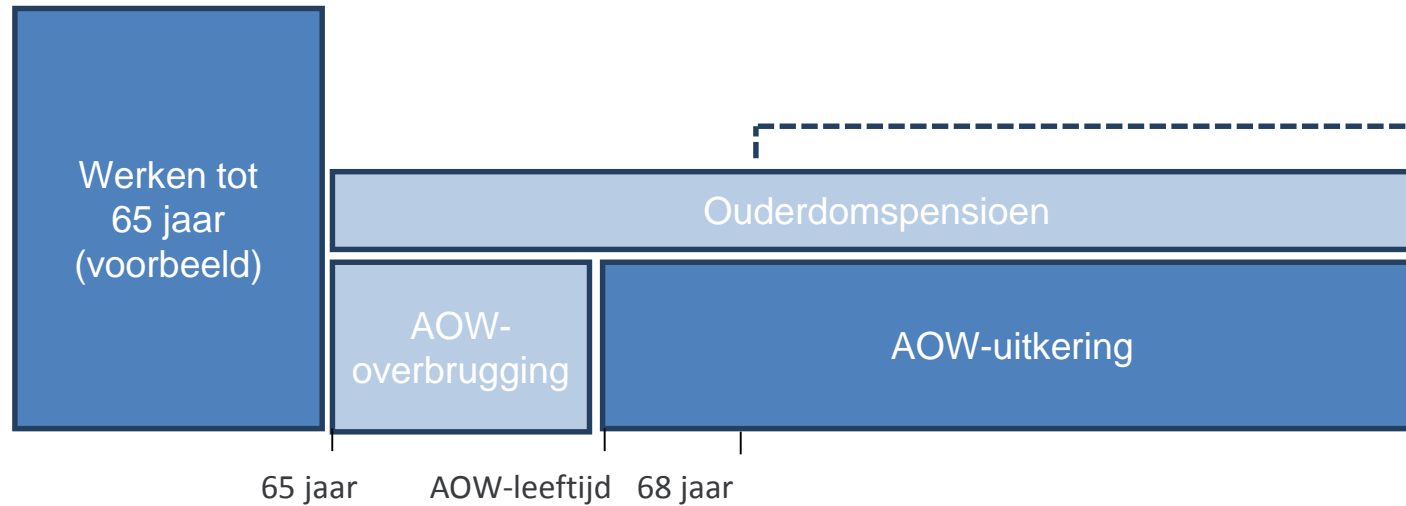 Werken tot
65 jaar
(voorbeeld)
Ouderdomspensioen
AOW-
overbrugging
AOW-uitkering
65 jaar
AOW-leeftijd
68 jaar